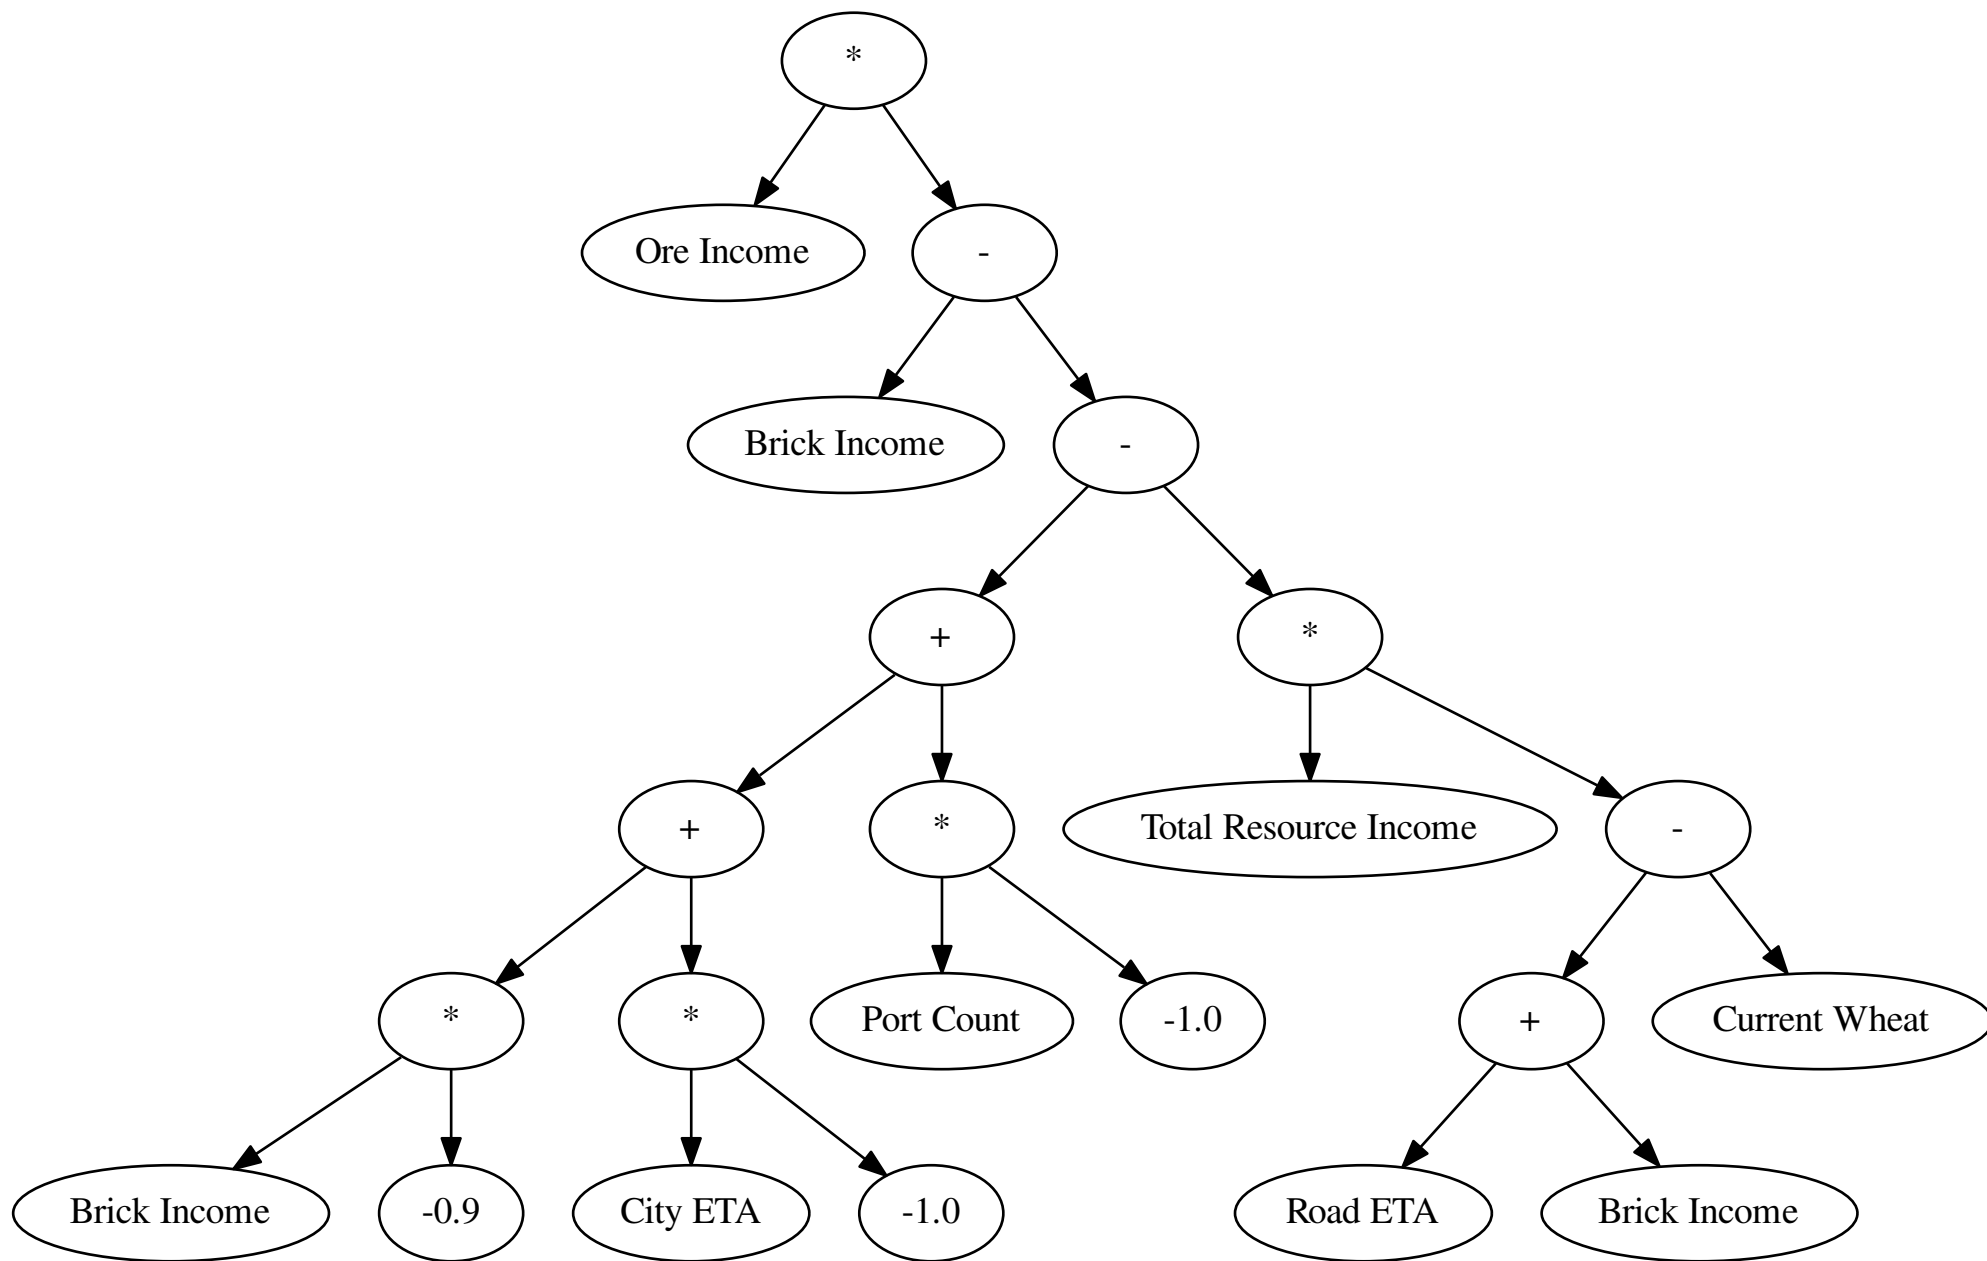 *
Ore Income
-
Brick Income
-
+
*
+
*
Total Resource Income
-
*
*
Port Count
-1.0
+
Current Wheat
Brick Income
-0.9
City ETA
-1.0
Road ETA
Brick Income